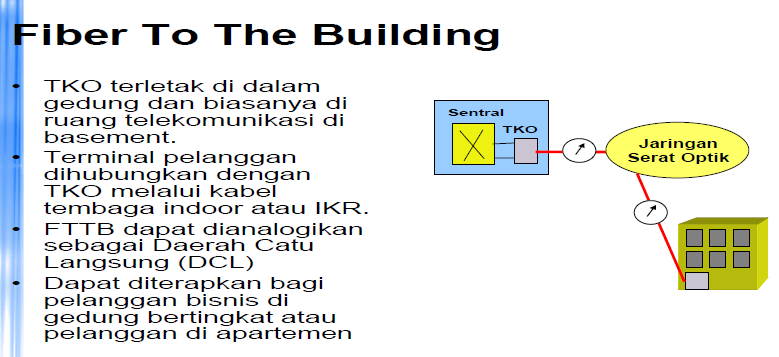 Fiber To The Building
• TKO terletak di dalam
gedung dan biasanya di
ruang telekomunikasi di
basement.
• Terminal pelanggan
dihubungkan dengan
TKO melalui kabel
tembaga indoor atau IKR.
• FTTB dapat dianalogikan
sebagai Daerah Catu
Langsung (DCL)
• Dapat diterapkan bagi
pelanggan bisnis di
gedung bertingkat atau
pelanggan di apartemen
Sentral
TKO
Jaringan
Serat Optik